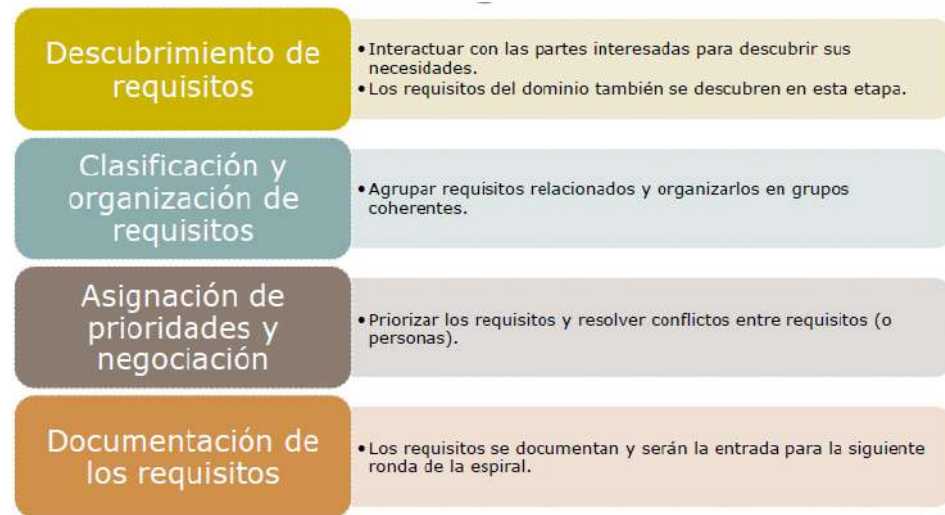 Descubrimiento de
requisitos
• Interactuar con las partes interesadas para descubrir sus
necesidades.
• Los requisitos del dominio también se descubren en esta etapa.
Clasificación y
organización de
requisitos
• Agrupar requisitos relacionados y organizarlos en grupos
coherentes.
Asignación de
prioridades y
negociación
• Priorizar los requisitos y resolver conflictos entre requisitos (o
personas).
Documentación de
los requisitos
• Los requisitos se documentan y serán la entrada para la siguiente
ronda de la espiral.